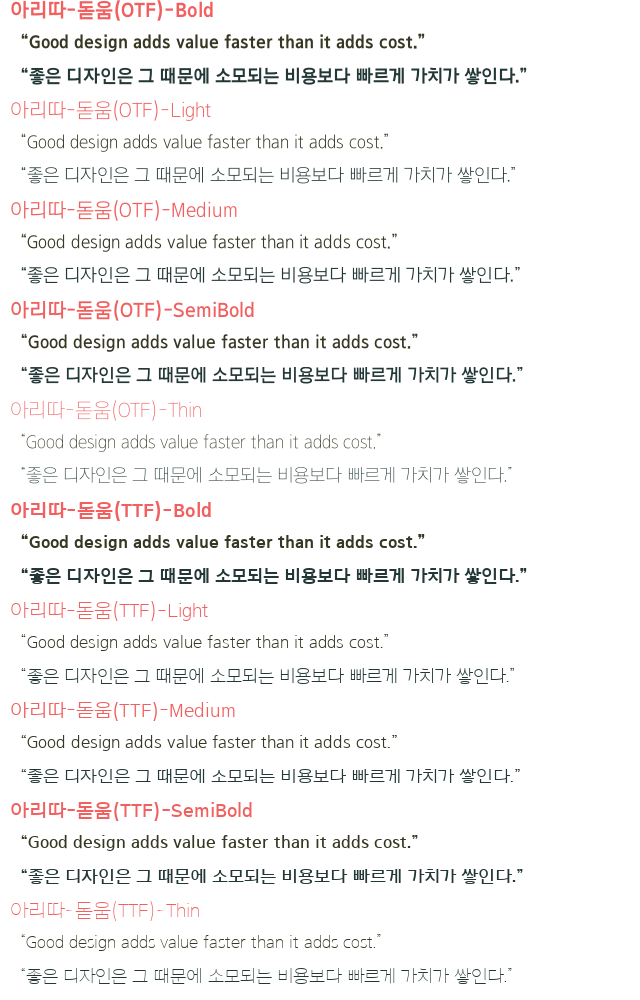 아리따-돋움(OTF)-Bold
“Good design adds value faster than it adds cost.”
“좋은 디자인은 그 때문에 소모되는 비용보다 빠르게 가치가 쌓인다.”
아리따-돋움(OTF)-Light
“Good design adds value faster than it adds cost.”
“좋은 디자인은 그 때문에 소모되는 비용보다 빠르게 가치가 쌓인다.”
아리따-돋움(OTF)-Medium
“Good design adds value faster than it adds cost.”
“좋은 디자인은 그 때문에 소모되는 비용보다 빠르게 가치가 쌓인다.”
아리따-돋움(OTF)-SemiBold
“Good design adds value faster than it adds cost.”
“좋은 디자인은 그 때문에 소모되는 비용보다 빠르게 가치가 쌓인다.”
아리따-돋움(OTF)-Thin
“Good design adds value faster than it adds cost.”
“좋은 디자인은 그 때문에 소모되는 비용보다 빠르게 가치가 쌓인다.”
아리따-돋움(TTF)-Bold
“Good design adds value faster than it adds cost.”
“좋은 디자인은 그 때문에 소모되는 비용보다 빠르게 가치가 쌓인다.”
아리따-돋움(TTF)-Light
“Good design adds value faster than it adds cost.”
“좋은 디자인은 그 때문에 소모되는 비용보다 빠르게 가치가 쌓인다.”
아리따-돋움(TTF)-Medium
“Good design adds value faster than it adds cost.”
“좋은 디자인은 그 때문에 소모되는 비용보다 빠르게 가치가 쌓인다.”
아리따-돋움(TTF)-SemiBold
“Good design adds value faster than it adds cost.”
“좋은 디자인은 그 때문에 소모되는 비용보다 빠르게 가치가 쌓인다.”
아리따-돋움(TTF)-Thin
“Good design adds value faster than it adds cost.”
“좋은 디자인은 그 때문에 소모되는 비용보다 빠르게 가치가 쌓인다.”